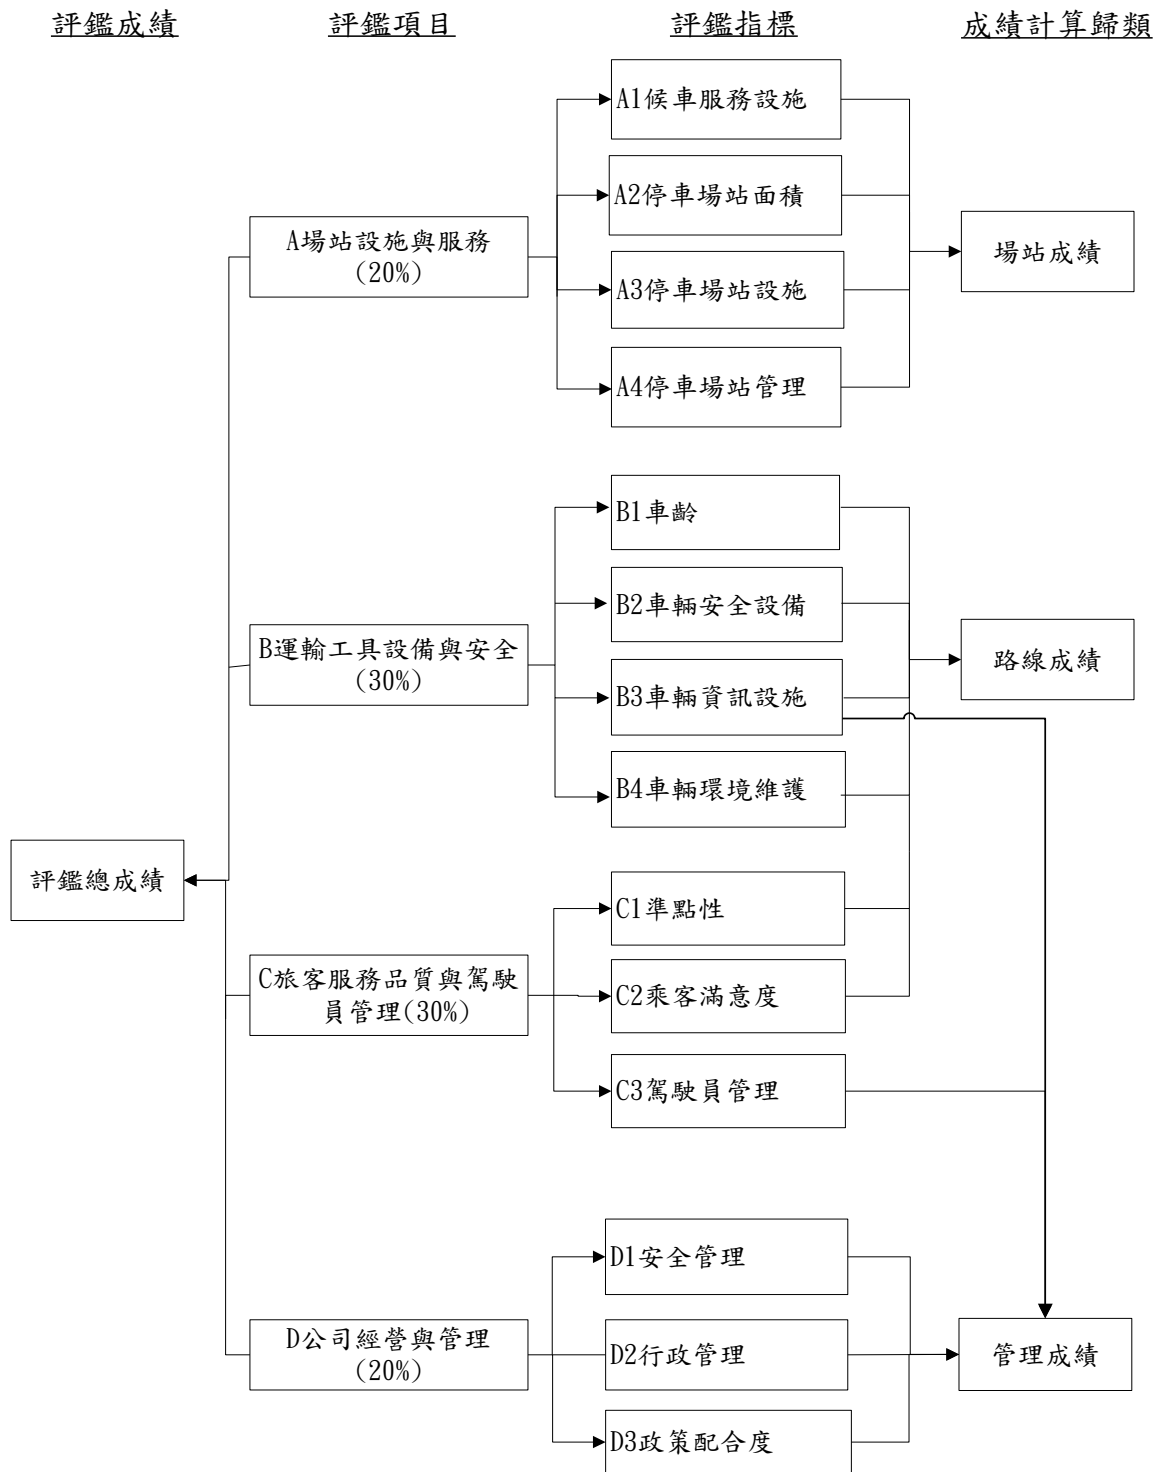 評鑑成績
評鑑項目
評鑑指標
成績計算歸類
評鑑總成績
A場站設施與服務
(20%)
A1候車服務設施
A2停車場站面積
A3停車場站設施
A4停車場站管理
場站成績
B運輸工具設備與安全
(30%)
B1車齡
B2車輛安全設備
B3車輛資訊設施
B4車輛環境維護
路線成績
C旅客服務品質與駕駛
員管理(30%)
C1準點性
C2乘客滿意度
C3駕駛員管理
D公司經營與管理
(20%)
D1安全管理
D2行政管理
D3政策配合度
管理成績